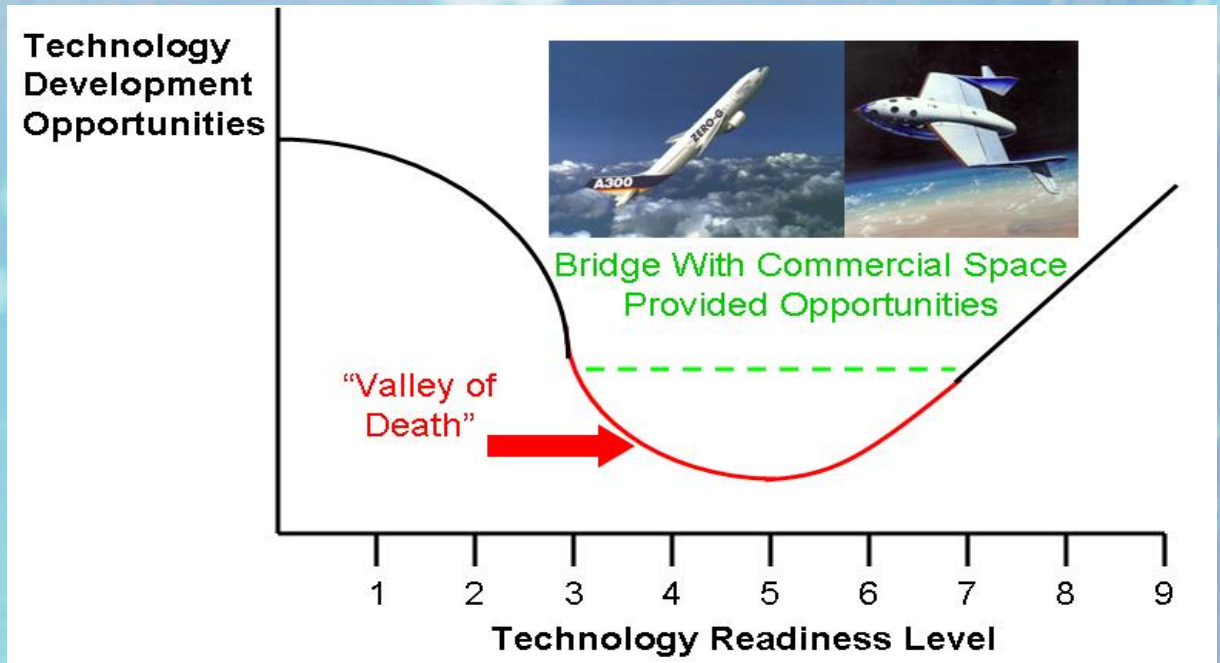 Technology
Development
Opportunities
ZERO-G
A300
Bridge With Commercial Space
Provided Opportunities
“Valley of
Death”
1 2 3 4 5 6 7 8 9
Technology Readiness Level